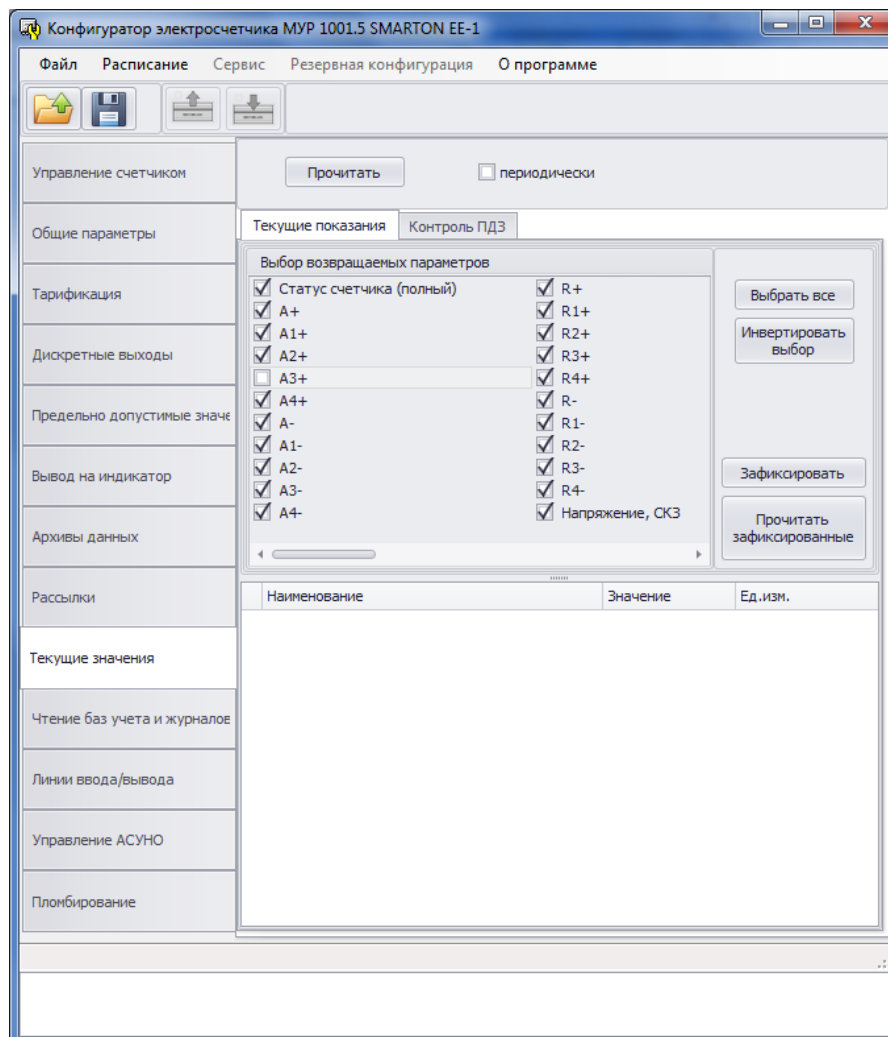 Конфигуратор электросчетчика МУР 1001.5 SMARTON EE-1
Файл Расписание Сервис Резервная конфигурация О программе
Управление счетчиком
Общие параметры
Тарификация
Дискретные выходы
Предельно допустимые значе
Вывод на индикатор
Архивы данных
Рассылки
Текущие значения
Чтение баз учета и журналов
Линии ввода/вывода
Управление АСУНО
Пломбирование
Прочитать периодически
Текущие показания Контроль ПДЗ
Выбор возвращаемых параметров
Статус счетчика (полный)
A+
A1+
A2+
A3+
A4+
A-
A1-
A2-
A3-
A4-
R+
R1+
R2+
R3+
R4+
R-
R1-
R2-
R3-
R4-
Напряжение, СКЗ
Выбрать все
Инвертировать
выбор
Зафиксировать
Прочитать
зафиксированные
Наименование Значение Ед.изм.